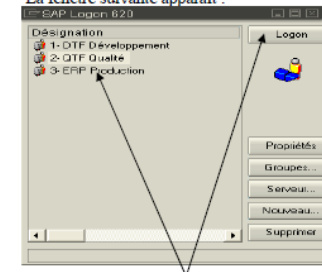 La fenêtre suivante apparaît :
SAP Logon 620
Désignation
1- DTF Développement
2- QTF Qualité
3- ERP Production
Logon
Propriétés
Groupes...
Serveur...
Nouveau...
Supprimer